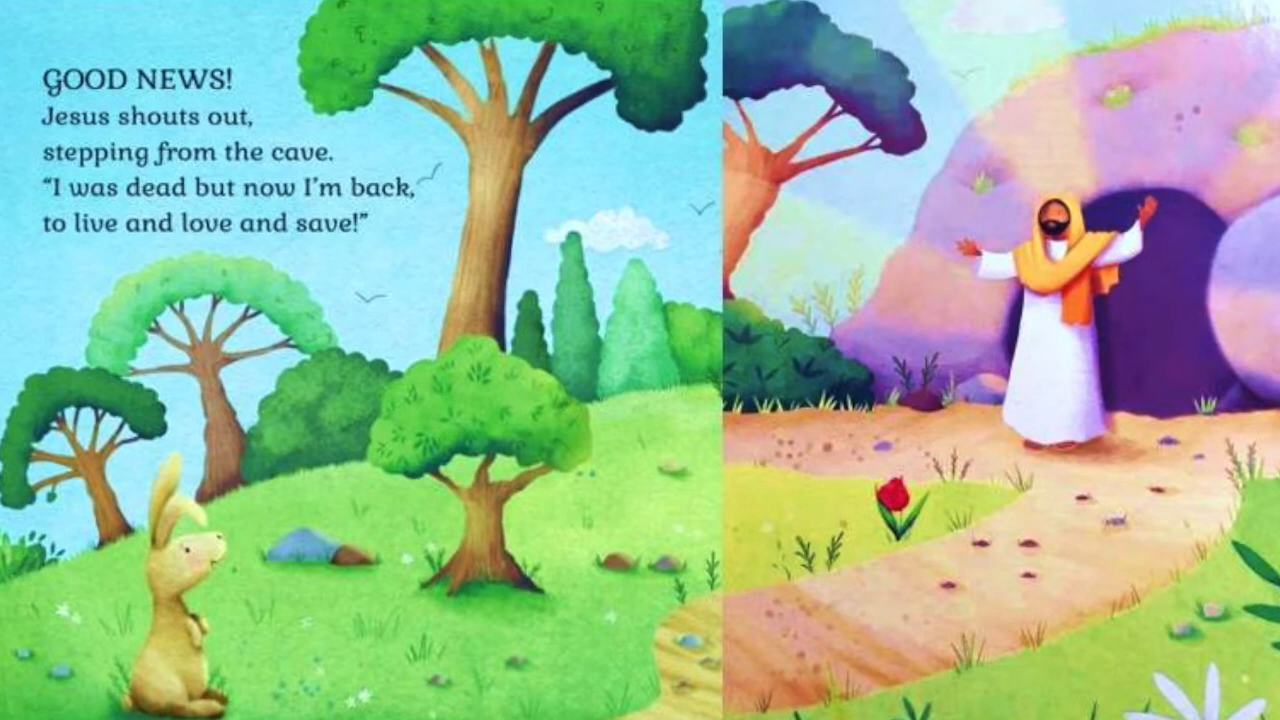 GOOD NEWS!
Jesus shouts out,
stepping from the cave.
“I was dead but now I’m back,
to live and love and save!”